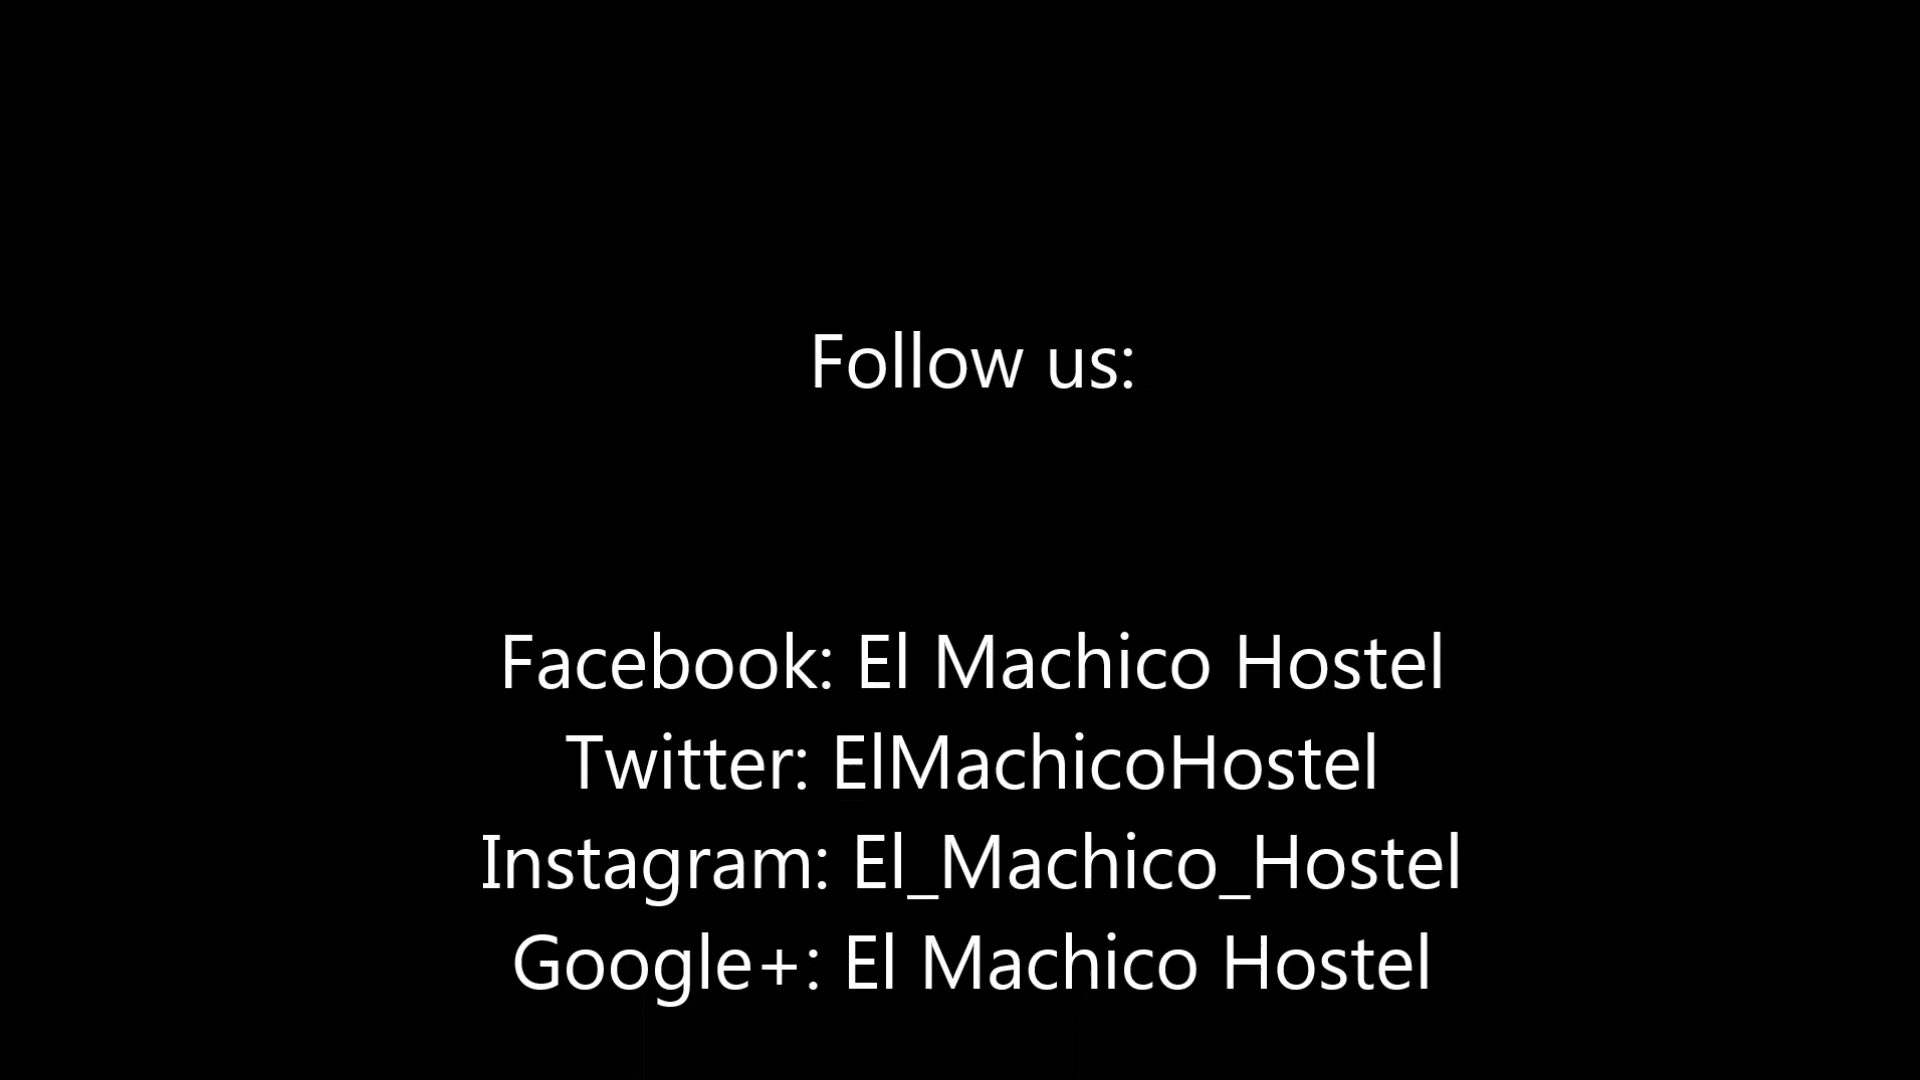 Follow us:
Facebook: El Machico Hostel
Twitter: ElMachicoHostel
Instagram: El_Machico_Hostel
Google+: El Machico Hostel